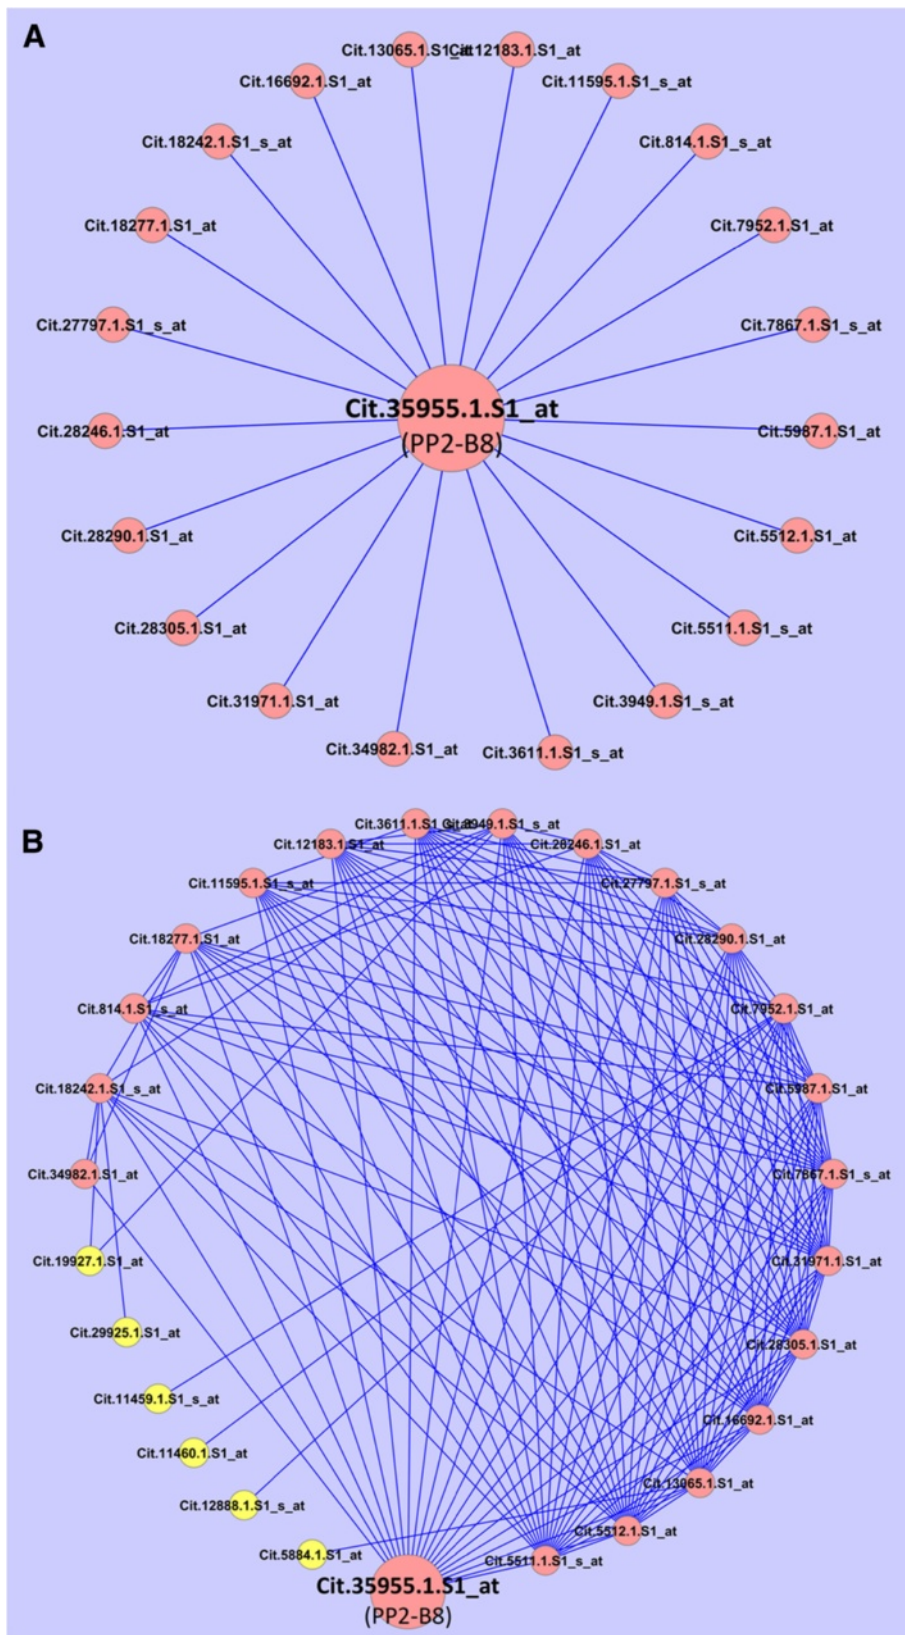 A
Cit.13065.1.S1_at
Cit.12183.1.S1_at
Cit.16692.1.S1_at
Cit.11595.1.S1_s_at
Cit.18242.1.S1_s_at
Cit.814.1.S1_s_at
Cit.18277.1.S1_at
Cit.7952.1.S1_at
Cit.27797.1.S1_s_at
Cit.7867.1.S1_s_at
Cit.35955.1.S1_at
(PP2-B8)
Cit.28246.1.S1_at
Cit.5987.1.S1_at
Cit.28290.1.S1_at
Cit.5512.1.S1_at
Cit.28305.1.S1_at
Cit.5511.1.S1_s_at
Cit.31971.1.S1_at
Cit.3949.1.S1_s_at
Cit.34982.1.S1_at
Cit.3611.1.S1_s_at
B
Cit.3611.1.S1_s_at
Cit.3949.1.S1_s_at
Cit.12183.1.S1_at
Cit.28246.1.S1_at
Cit.11595.1.S1_s_at
Cit.27797.1.S1_s_at
Cit.18277.1.S1_at
Cit.28290.1.S1_at
Cit.814.1.S1_s_at
Cit.7952.1.S1_at
Cit.18242.1.S1_s_at
Cit.5987.1.S1_at
Cit.34982.1.S1_at
Cit.7867.1.S1_s_at
Cit.19927.1.S1_at
Cit.31971.1.S1_at
Cit.29925.1.S1_at
Cit.28305.1.S1_at
Cit.11459.1.S1_s_at
Cit.16692.1.S1_at
Cit.11460.1.S1_at
Cit.13065.1.S1_at
Cit.12888.1.S1_s_at
Cit.5512.1.S1_at
Cit.5884.1.S1_at
Cit.5511.1.S1_s_at
Cit.35955.1.S1_at
(PP2-B8)